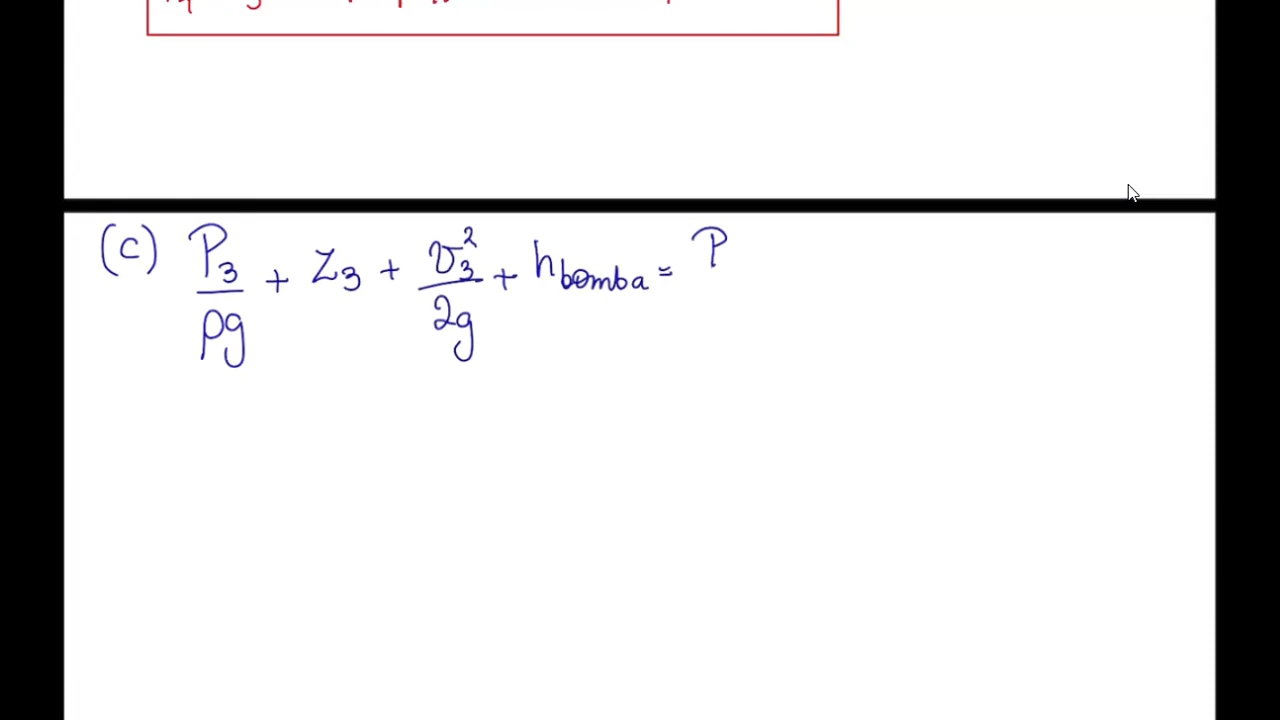 (c) P₃/ρg + z₃ + v₃²/2g + hbomba = P